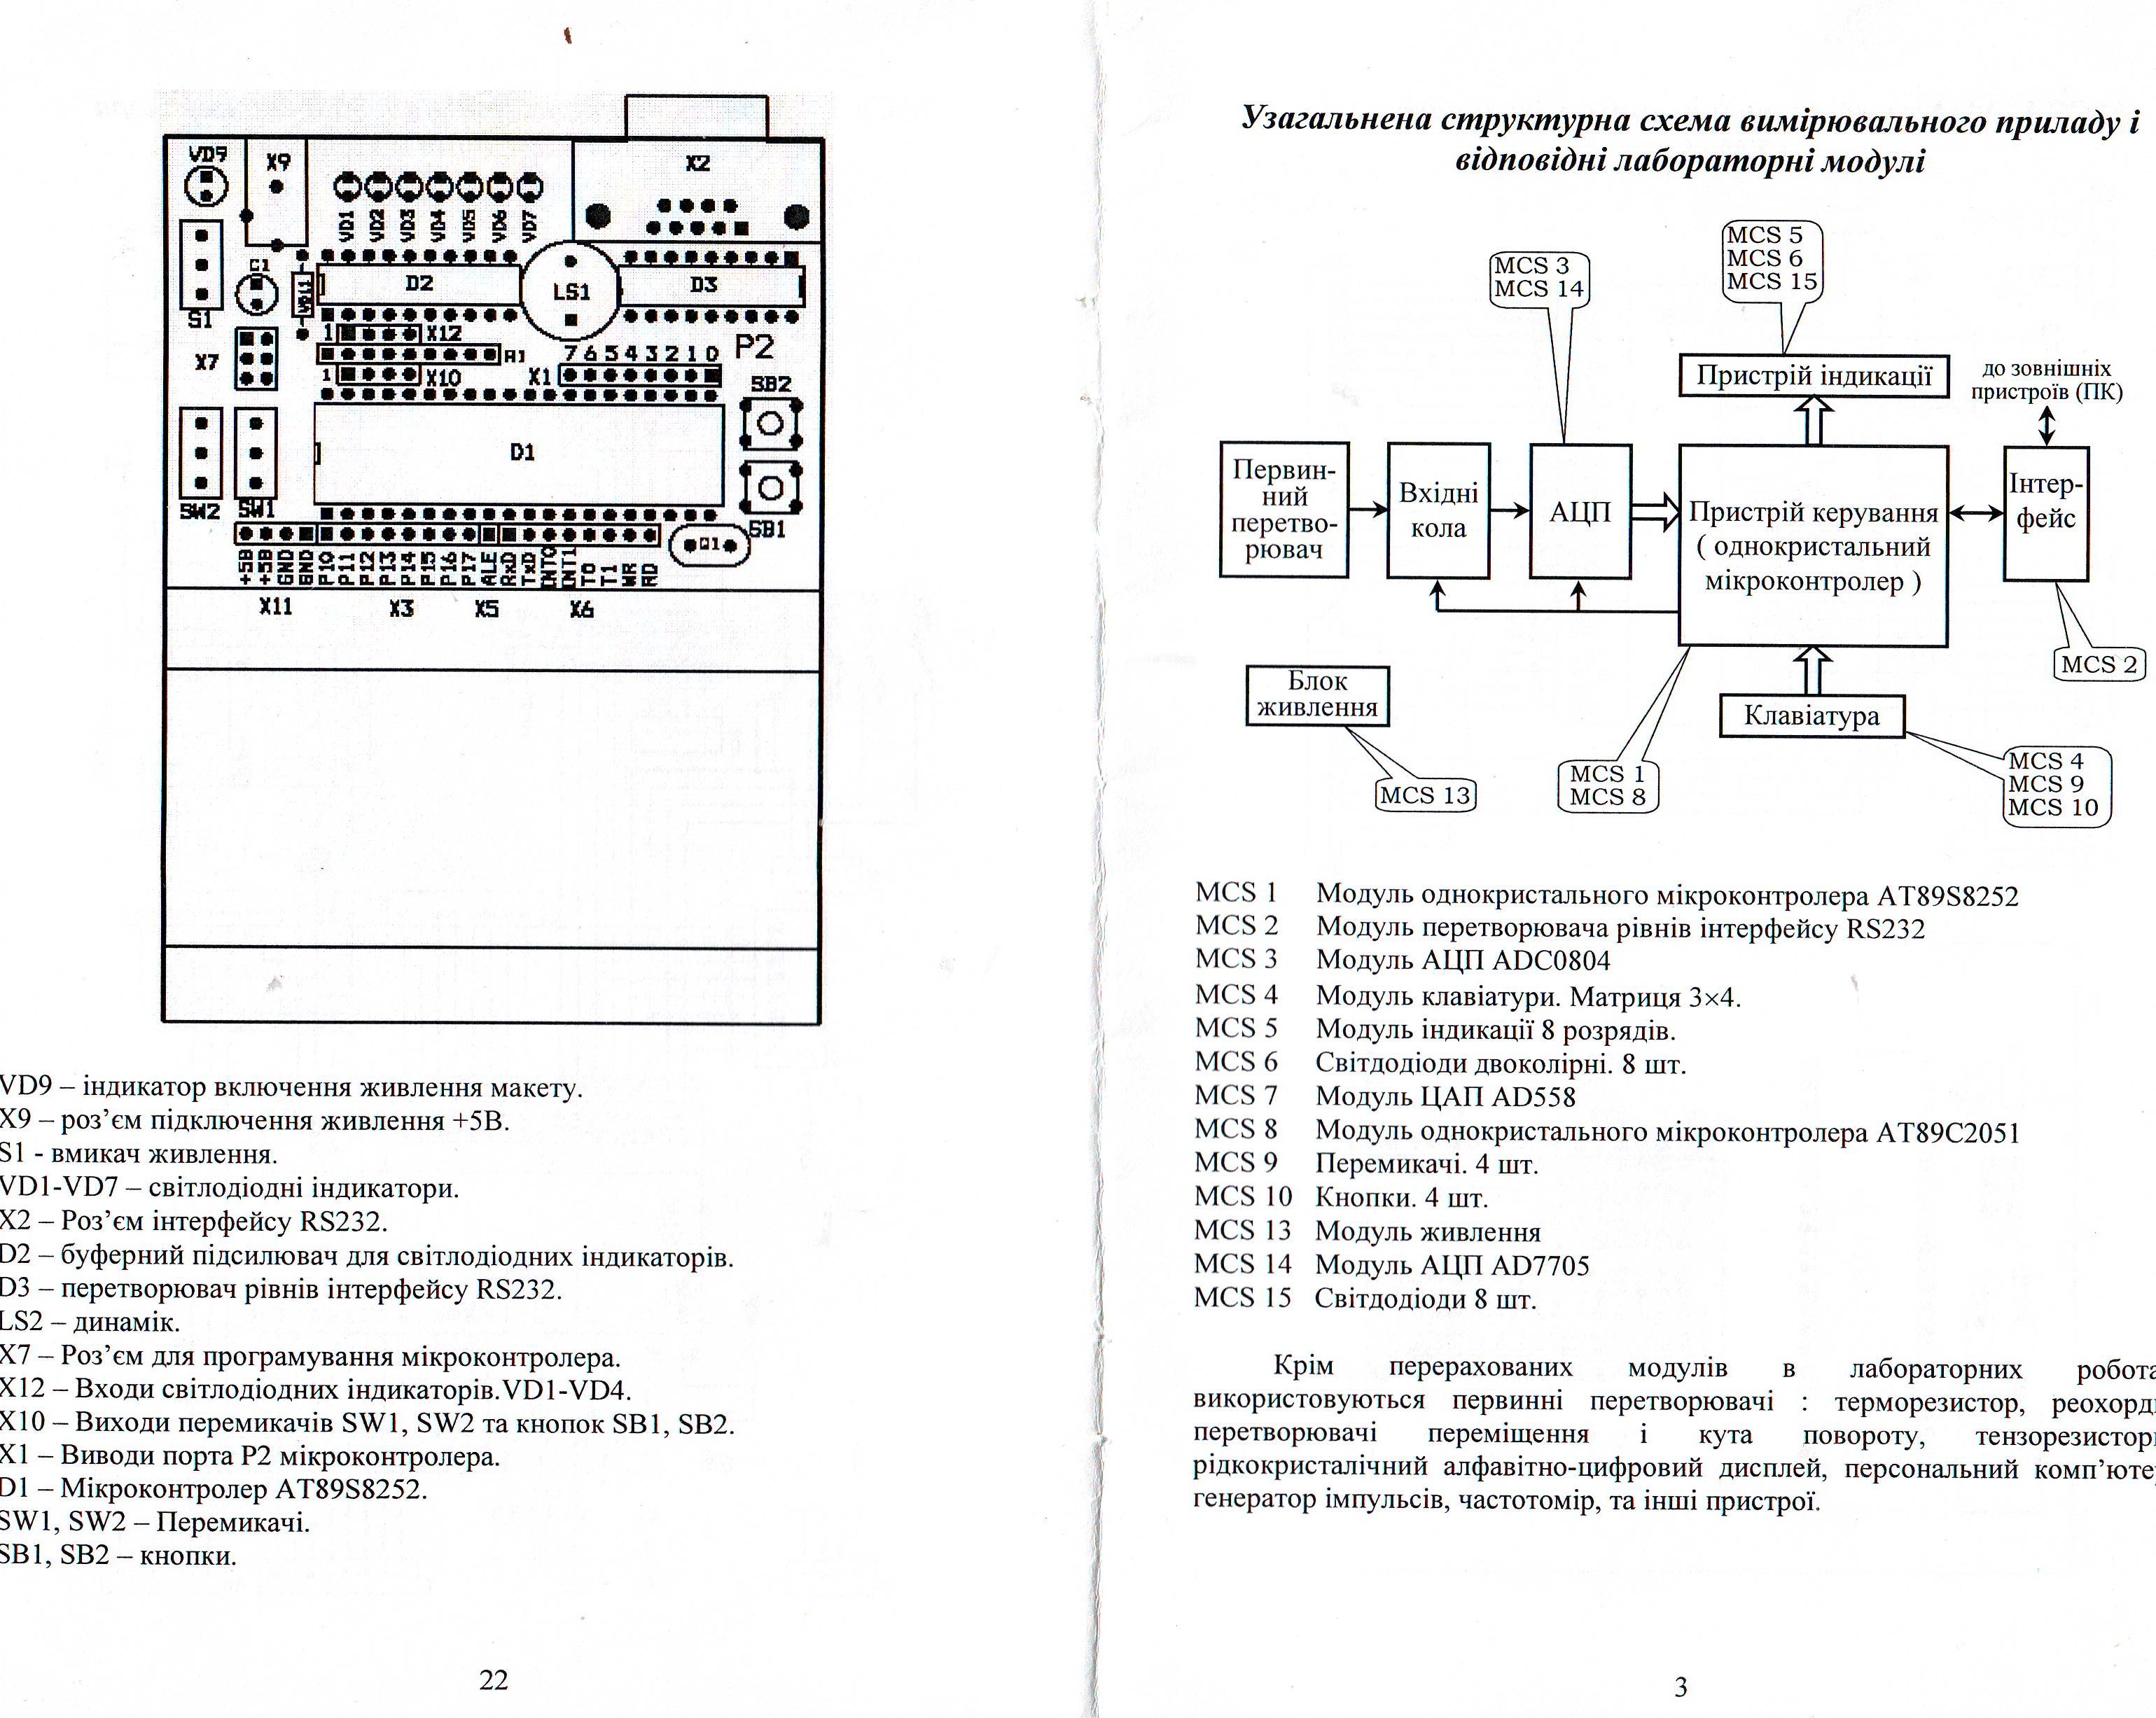 VD9
X9
X2
VD1
VD2
VD3
VD4
VD5
VD6
VD7
C1
D2
LS1
D3
S1
1
X12
X7
R1
7 6 5 4 3 2 1 0
P2
1
X10
X1
SB2
D1
SW2
SW1
SB1
Q1
+5В
+5В
GND
GND
P10
P11
P12
P13
P14
P15
P16
P17
ALE
RxD
TxD
INT0
INT1
T0
T1
WR
RD
X11
X3
X5
X6
VD9 – індикатор включення живлення макету.
X9 – роз’єм підключення живлення +5В.
S1 - вмикач живлення.
VD1-VD7 – світлодіодні індикатори.
X2 – Роз’єм інтерфейсу RS232.
D2 – буферний підсилювач для світлодіодних індикаторів.
D3 – перетворювач рівнів інтерфейсу RS232.
LS2 – динамік.
X7 – Роз’єм для програмування мікроконтролера.
X12 – Входи світлодіодних індикаторів.VD1-VD4.
X10 – Виходи перемикачів SW1, SW2 та кнопок SB1, SB2.
X1 – Виводи порта P2 мікроконтролера.
D1 – Мікроконтролер AT89S8252.
SW1, SW2 – Перемикачі.
SB1, SB2 – кнопки.
22
Узагальнена структурна схема вимірювального приладу і
відповідні лабораторні модулі
MCS 5
MCS 6
MCS 15
MCS 3
MCS 14
Пристрій індикації
до зовнішніх
пристроїв (ПК)
Первин-
ний
перетво-
рювач
Вхідні
кола
АЦП
Пристрій керування
( однокристальний
мікроконтролер )
Інтер-
фейс
MCS 2
Блок
живлення
Клавіатура
MCS 13
MCS 1
MCS 8
MCS 4
MCS 9
MCS 10
MCS 1 Модуль однокристального мікроконтролера AT89S8252
MCS 2 Модуль перетворювача рівнів інтерфейсу RS232
MCS 3 Модуль АЦП ADC0804
MCS 4 Модуль клавіатури. Матриця 3×4.
MCS 5 Модуль індикації 8 розрядів.
MCS 6 Світдодіоди двоколірні. 8 шт.
MCS 7 Модуль ЦАП AD558
MCS 8 Модуль однокристального мікроконтролера AT89C2051
MCS 9 Перемикачі. 4 шт.
MCS 10 Кнопки. 4 шт.
MCS 13 Модуль живлення
MCS 14 Модуль АЦП AD7705
MCS 15 Світдодіоди 8 шт.
Крім перерахованих модулів в лабораторних робота
використовуються первинні перетворювачі : терморезистор, реохорд
перетворювачі переміщення і кута повороту, тензорезистор
рідкокристалічний алфавітно-цифровий дисплей, персональний комп’юте
генератор імпульсів, частотомір, та інші пристрої.
3